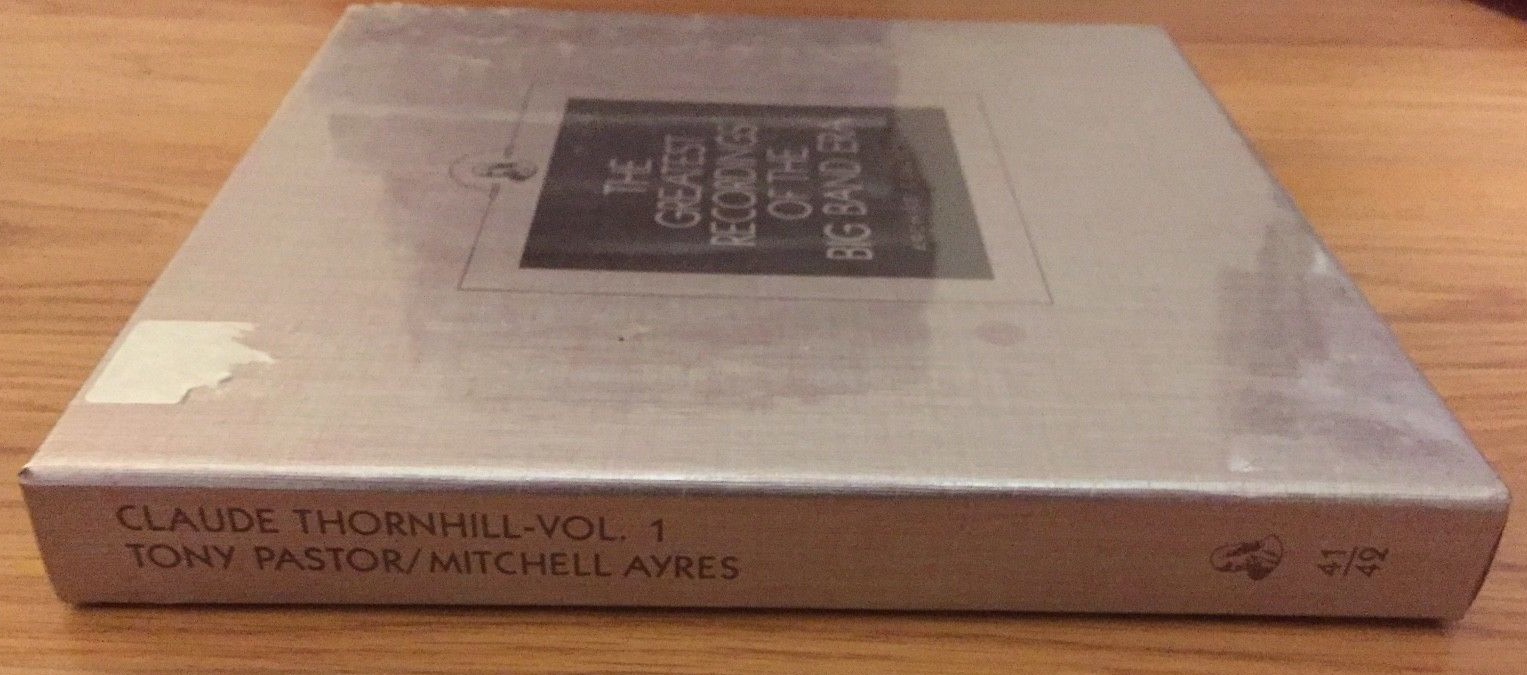 THE
GREATEST
RECORDINGS
OF THE
BIG BAND ERA
CLAUDE THORNHILL-VOL. 1
TONY PASTOR/MITCHELL AYRES
41/42